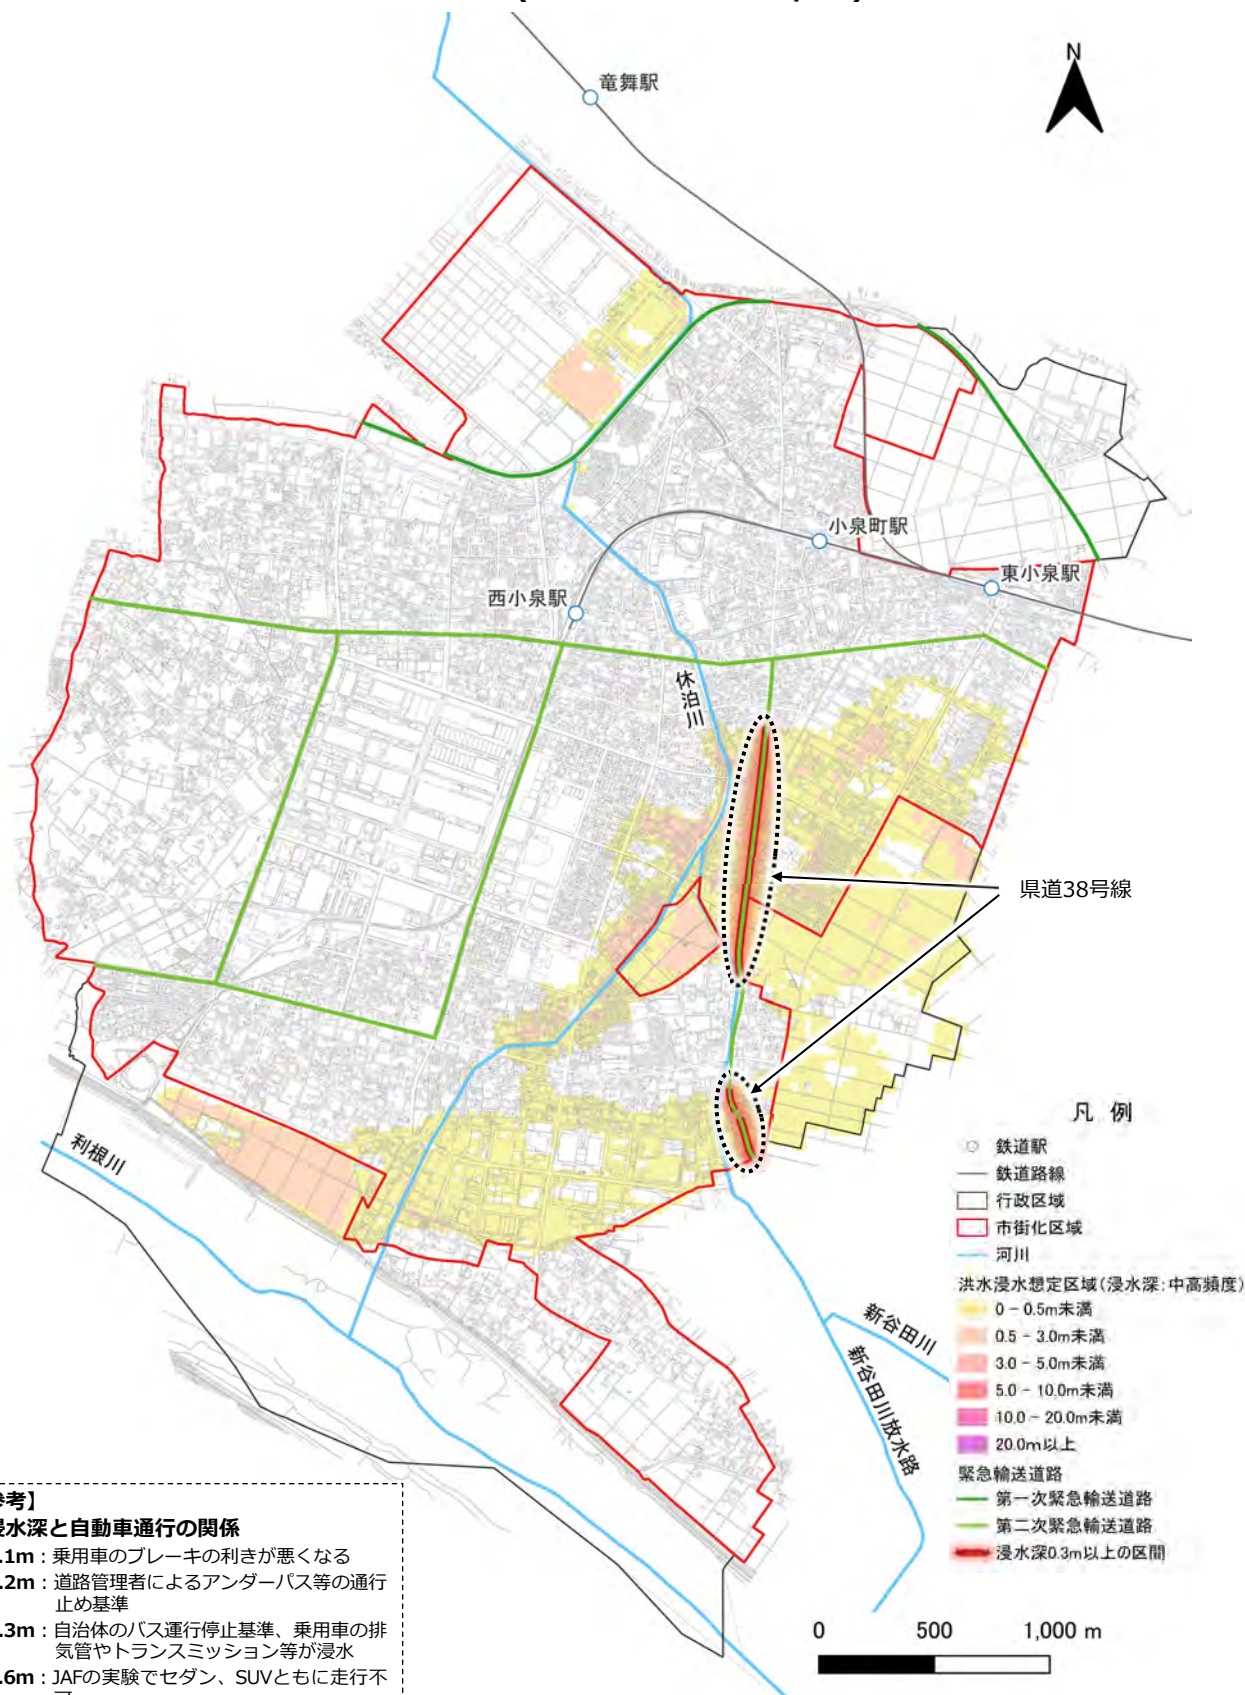 N
竜舞駅
小泉町駅
東小泉駅
西小泉駅
休泊川
県道38号線
利根川
新谷田川
新谷田川放水路
凡 例
鉄道駅
鉄道路線
行政区域
市街化区域
河川
洪水浸水想定区域(浸水深:中高頻度)
0 - 0.5m未満
0.5 - 3.0m未満
3.0 - 5.0m未満
5.0 - 10.0m未満
10.0 - 20.0m未満
20.0m以上
緊急輸送道路
第一次緊急輸送道路
第二次緊急輸送道路
浸水深0.3m以上の区間
0 500 1,000 m
考】
浸水深と自動車通行の関係
.1m:乗用車のブレーキの利きが悪くなる
.2m:道路管理者によるアンダーパス等の通行
止め基準
.3m:自治体のバス運行停止基準、乗用車の排
気管やトランスミッション等が浸水
.6m:JAFの実験でセダン、SUVともに走行不